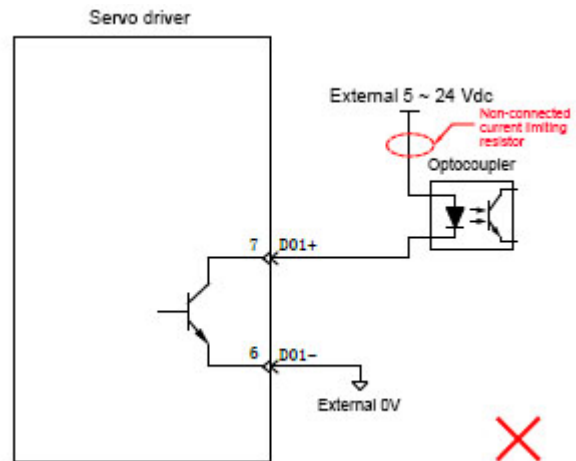 Servo driver
External 5 ~ 24 Vdc
Non-connected
current limiting
resistor
Optocoupler
7 DO1+
6 DO1-
External 0V